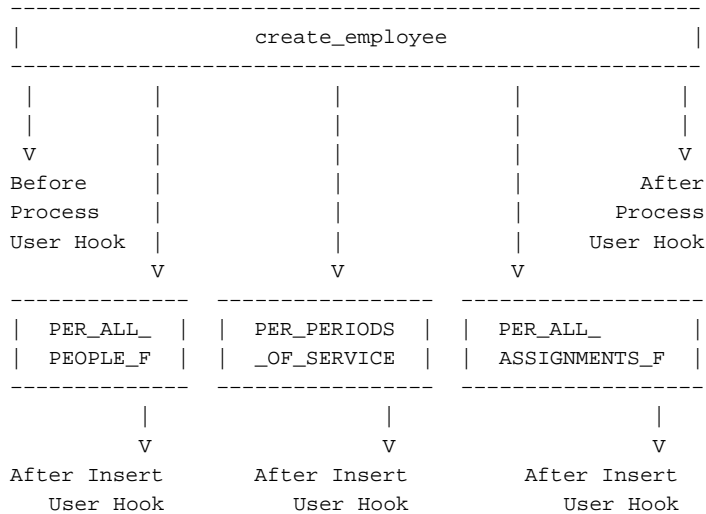 create_employee
Before After
Process Process
User Hook User Hook
PER_ALL_ PER_PERIODS PER_ALL_
PEOPLE_F _OF_SERVICE ASSIGNMENTS_F
After Insert After Insert After Insert
User Hook User Hook User Hook